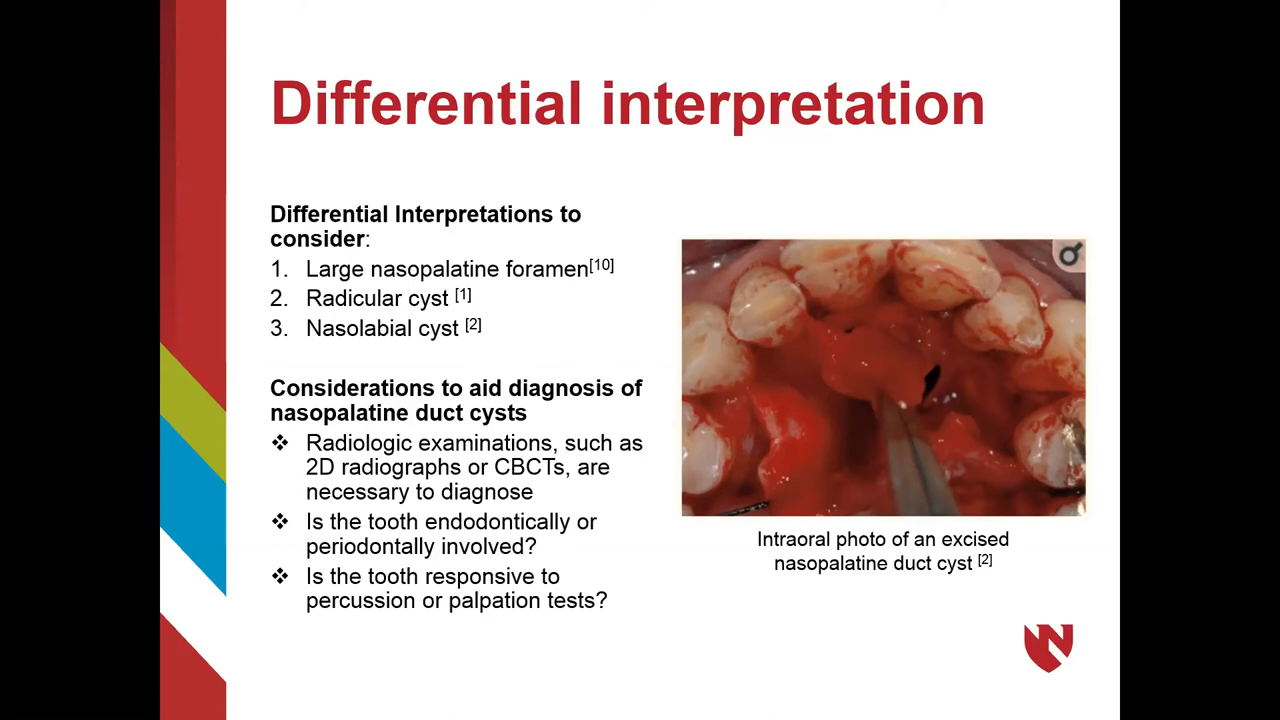 Differential interpretation
Differential Interpretations to
consider:
1. Large nasopalatine foramen[10]
2. Radicular cyst [1]
3. Nasolabial cyst [2]
Considerations to aid diagnosis of
nasopalatine duct cysts
❖ Radiologic examinations, such as
2D radiographs or CBCTs, are
necessary to diagnose
❖ Is the tooth endodontically or
periodontally involved?
❖ Is the tooth responsive to
percussion or palpation tests?
Intraoral photo of an excised
nasopalatine duct cyst [2]
N